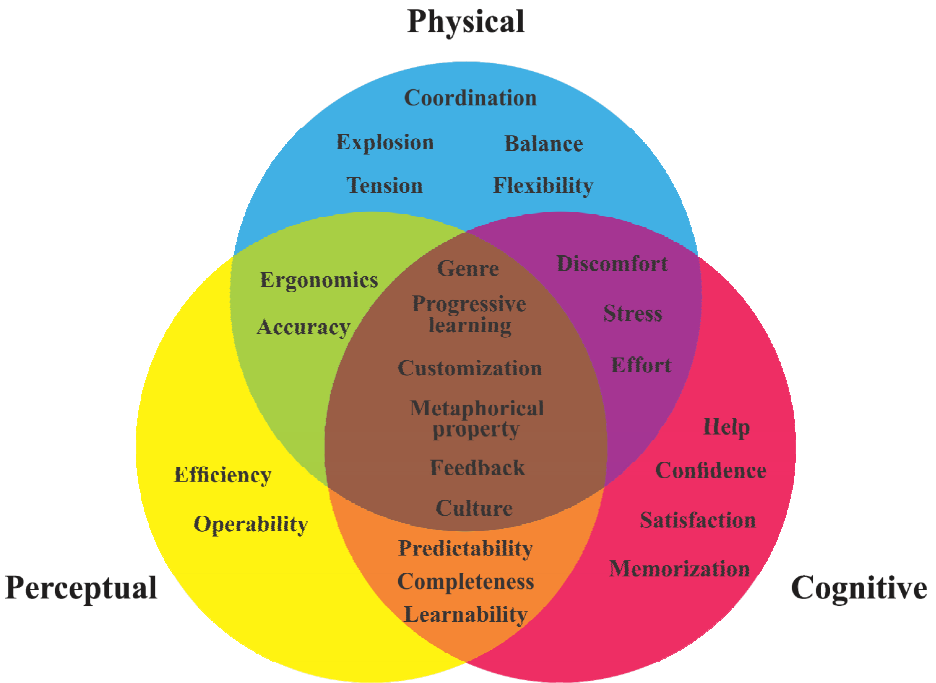 Physical
Coordination
Explosion
Balance
Tension
Flexibility
Ergonomics
Accuracy
Genre
Progressive
learning
Customization
Metaphorical
property
Feedback
Culture
Discomfort
Stress
Effort
Help
Confidence
Satisfaction
Memorization
Efficiency
Operability
Predictability
Completeness
Learnability
Perceptual
Cognitive